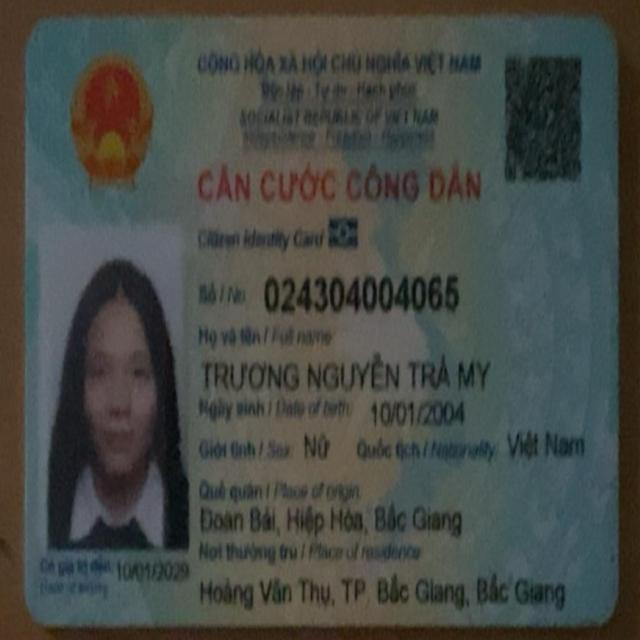 CỘNG HÒA XÃ HỘI CHỦ NGHĨA VIỆT NAM
Độc lập - Tự do - Hạnh phúc
SOCIALIST REPUBLIC OF VIET NAM
Independence - Freedom - Happiness
CĂN CƯỚC CÔNG DÂN
Citizen Identity Card
Số / No: 024304004065
Họ và tên / Full name:
TRƯƠNG NGUYỄN TRÀ MY
Ngày sinh / Date of birth: 10/01/2004
Giới tính / Sex: Nữ Quốc tịch / Nationality: Việt Nam
Quê quán / Place of origin:
Đoan Bái, Hiệp Hòa, Bắc Giang
Nơi thường trú / Place of residence:
Hoàng Văn Thụ, TP. Bắc Giang, Bắc Giang
Có giá trị đến: 10/01/2029
Date of expiry